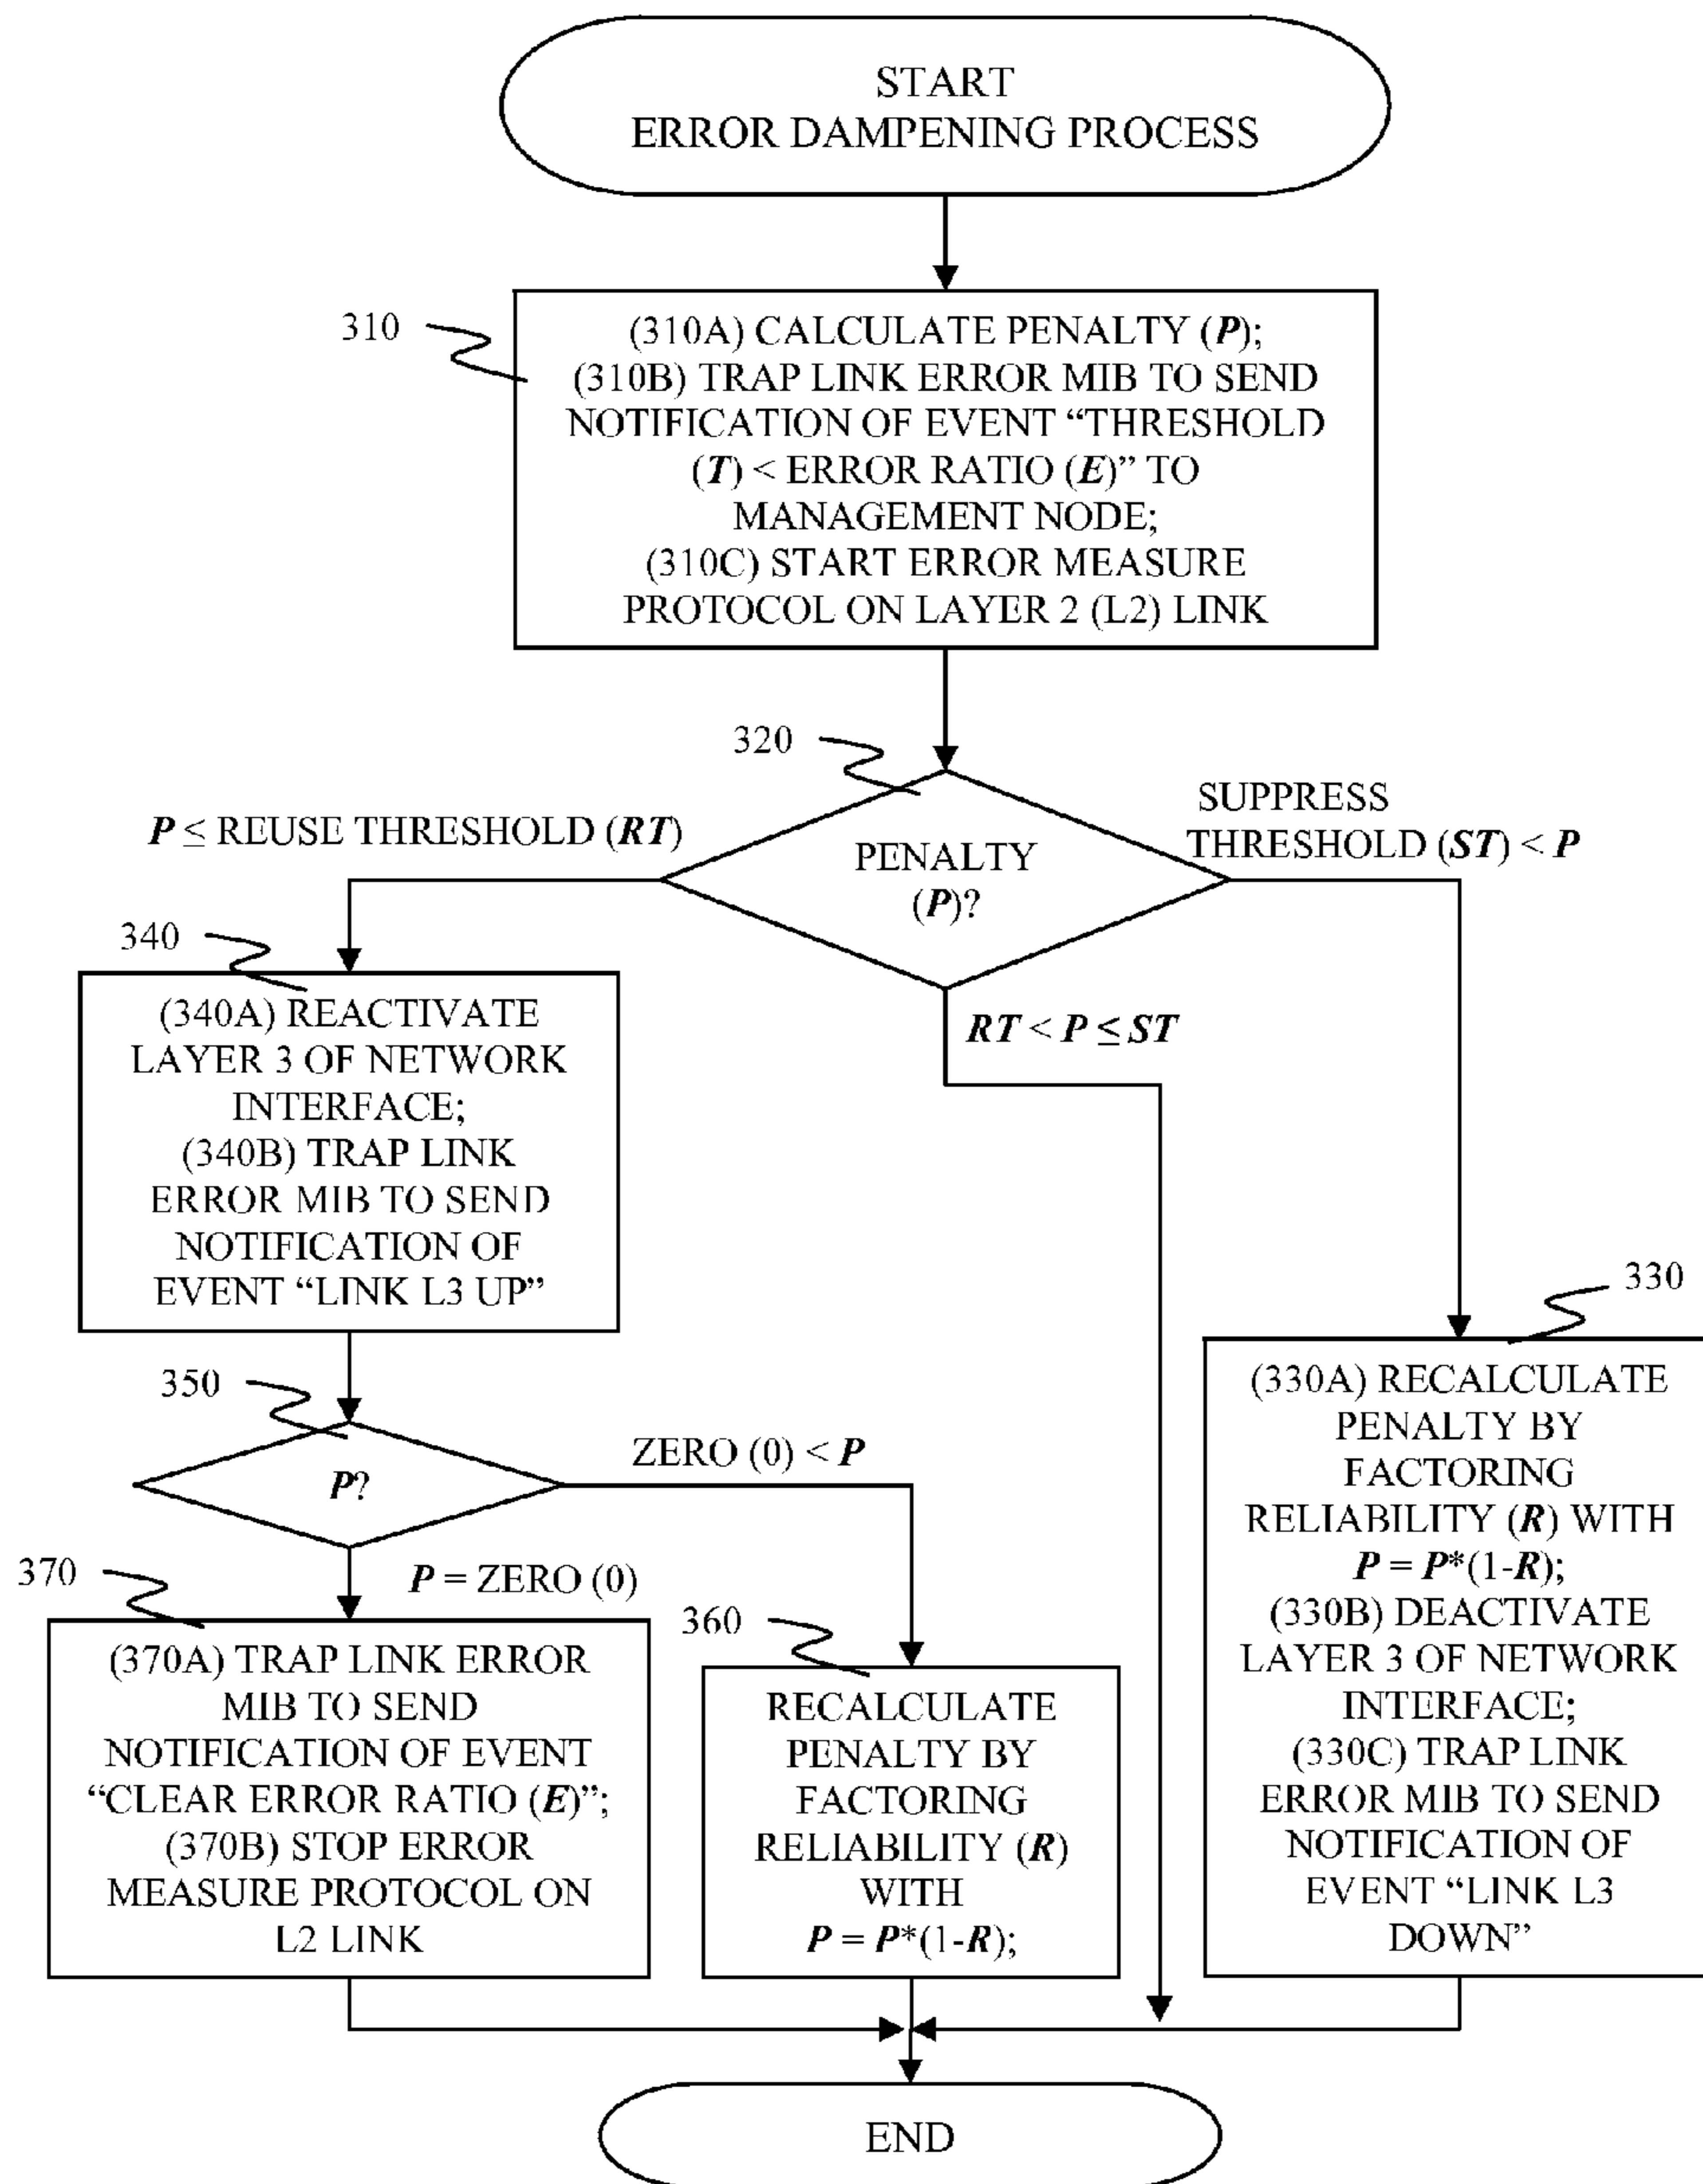 START
ERROR DAMPENING PROCESS
310
(310A) CALCULATE PENALTY (P);
(310B) TRAP LINK ERROR MIB TO SEND
NOTIFICATION OF EVENT “THRESHOLD
(T) < ERROR RATIO (E)” TO
MANAGEMENT NODE;
(310C) START ERROR MEASURE
PROTOCOL ON LAYER 2 (L2) LINK
320
P ≤ REUSE THRESHOLD (RT)
PENALTY
(P)?
SUPPRESS
THRESHOLD (ST) < P
RT < P ≤ ST
340
(340A) REACTIVATE
LAYER 3 OF NETWORK
INTERFACE;
(340B) TRAP LINK
ERROR MIB TO SEND
NOTIFICATION OF
EVENT “LINK L3 UP”
330
(330A) RECALCULATE
PENALTY BY
FACTORING
RELIABILITY (R) WITH
P = P*(1-R);
(330B) DEACTIVATE
LAYER 3 OF NETWORK
INTERFACE;
(330C) TRAP LINK
ERROR MIB TO SEND
NOTIFICATION OF
EVENT “LINK L3
DOWN”
350
P?
ZERO (0) < P
P = ZERO (0)
370
(370A) TRAP LINK ERROR
MIB TO SEND
NOTIFICATION OF EVENT
“CLEAR ERROR RATIO (E)”;
(370B) STOP ERROR
MEASURE PROTOCOL ON
L2 LINK
360
RECALCULATE
PENALTY BY
FACTORING
RELIABILITY (R)
WITH
P = P*(1-R);
END